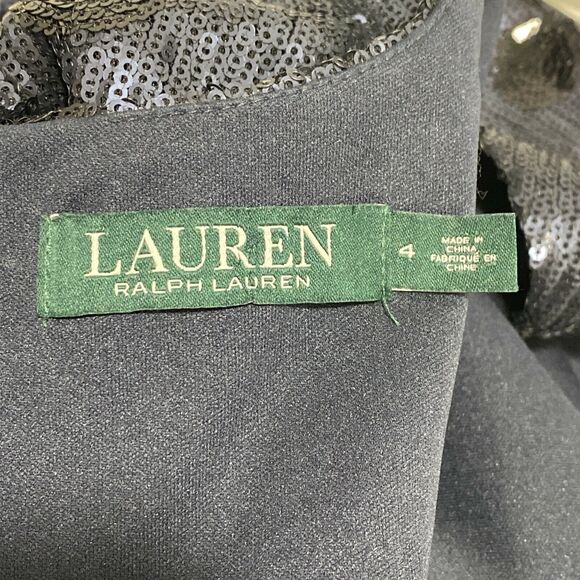 LAUREN
RALPH LAUREN
4
MADE IN
CHINA
FABRIQUÉ EN
CHINE